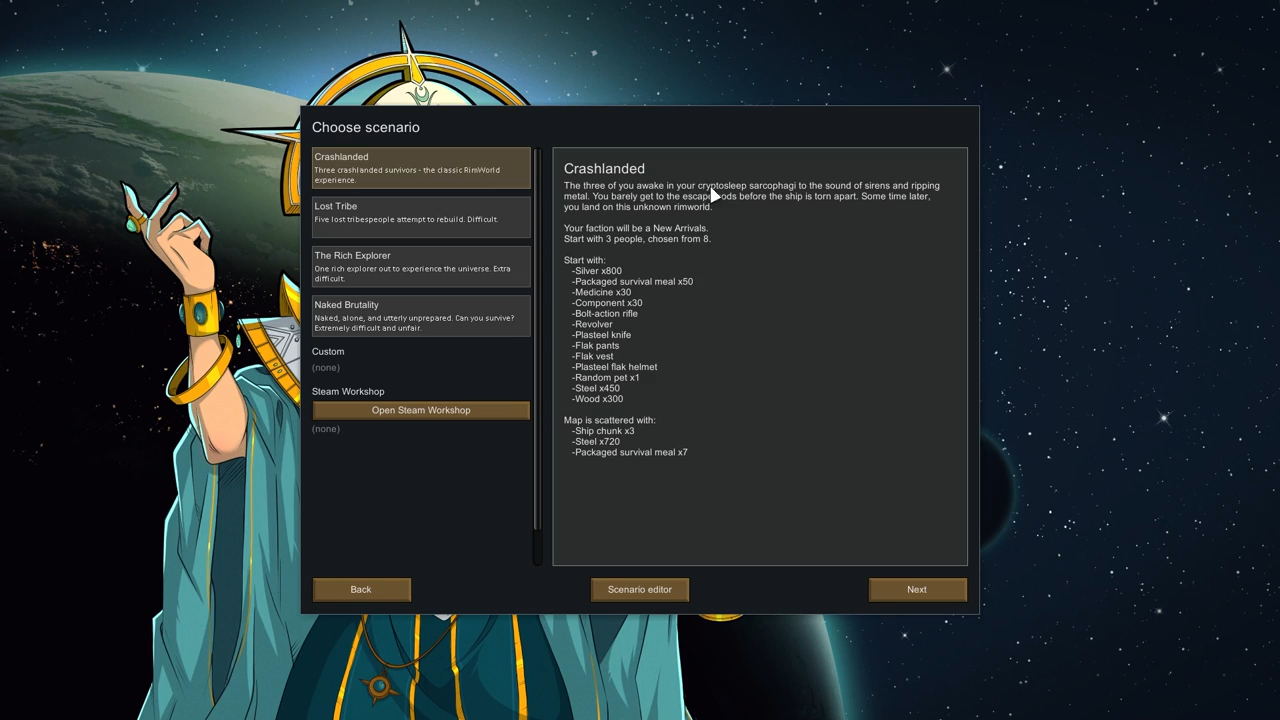 Choose scenario
Crashlanded
Three crashlanded survivors - the classic RimWorld
experience.
Lost Tribe
Five lost tribespeople attempt to rebuild. Difficult.
The Rich Explorer
One rich explorer out to experience the universe. Extra
difficult.
Naked Brutality
Naked, alone, and utterly unprepared. Can you survive?
Extremely difficult and unfair.
Custom
(none)
Steam Workshop
Open Steam Workshop
(none)
Crashlanded
The three of you awake in your cryptosleep sarcophagi to the sound of sirens and ripping
metal. You barely get to the escape pods before the ship is torn apart. Some time later,
you land on this unknown rimworld.
Your faction will be a New Arrivals.
Start with 3 people, chosen from 8.
Start with:
-Silver x800
-Packaged survival meal x50
-Medicine x30
-Component x30
-Bolt-action rifle
-Revolver
-Plasteel knife
-Flak pants
-Flak vest
-Plasteel flak helmet
-Random pet x1
-Steel x450
-Wood x300
Map is scattered with:
-Ship chunk x3
-Steel x720
-Packaged survival meal x7
Back
Scenario editor
Next